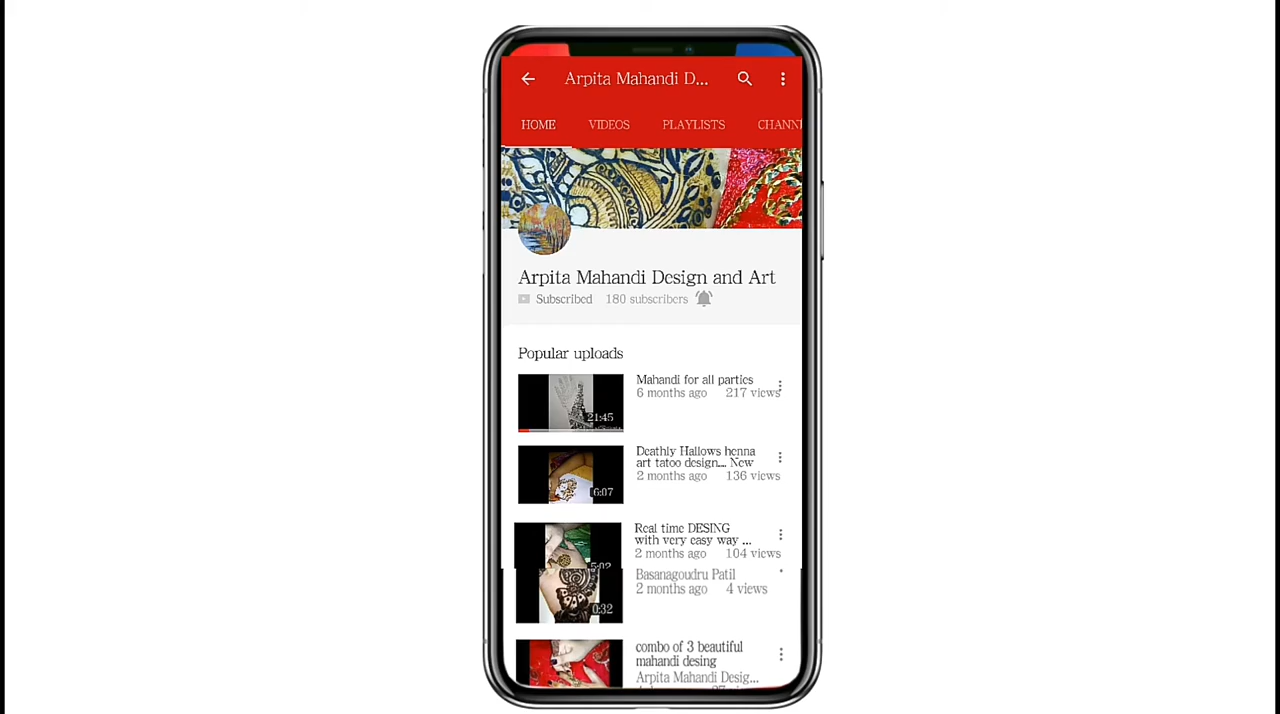 Arpita Mahandi D...
HOME VIDEOS PLAYLISTS CHANN
Arpita Mahandi Design and Art
Subscribed 180 subscribers
Popular uploads
21:45
Mahandi for all parties
6 months ago 217 views
6:07
Deathly Hallows henna
art tatoo design.... New
2 months ago 136 views
5:02
Real time DESING
with very easy way ...
2 months ago 104 views
0:32
Basanagoudru Patil
2 months ago 4 views
combo of 3 beautiful
mahandi desing
Arpita Mahandi Desig...